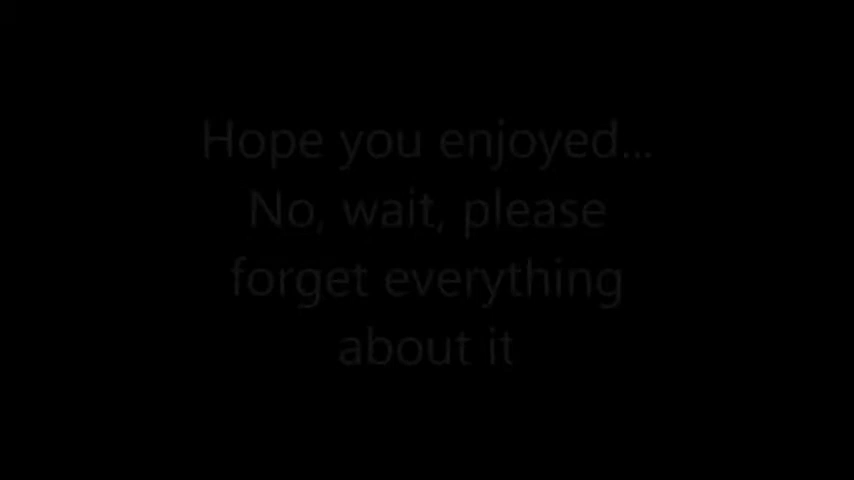 Hope you enjoyed...
No, wait, please
forget everything
about it